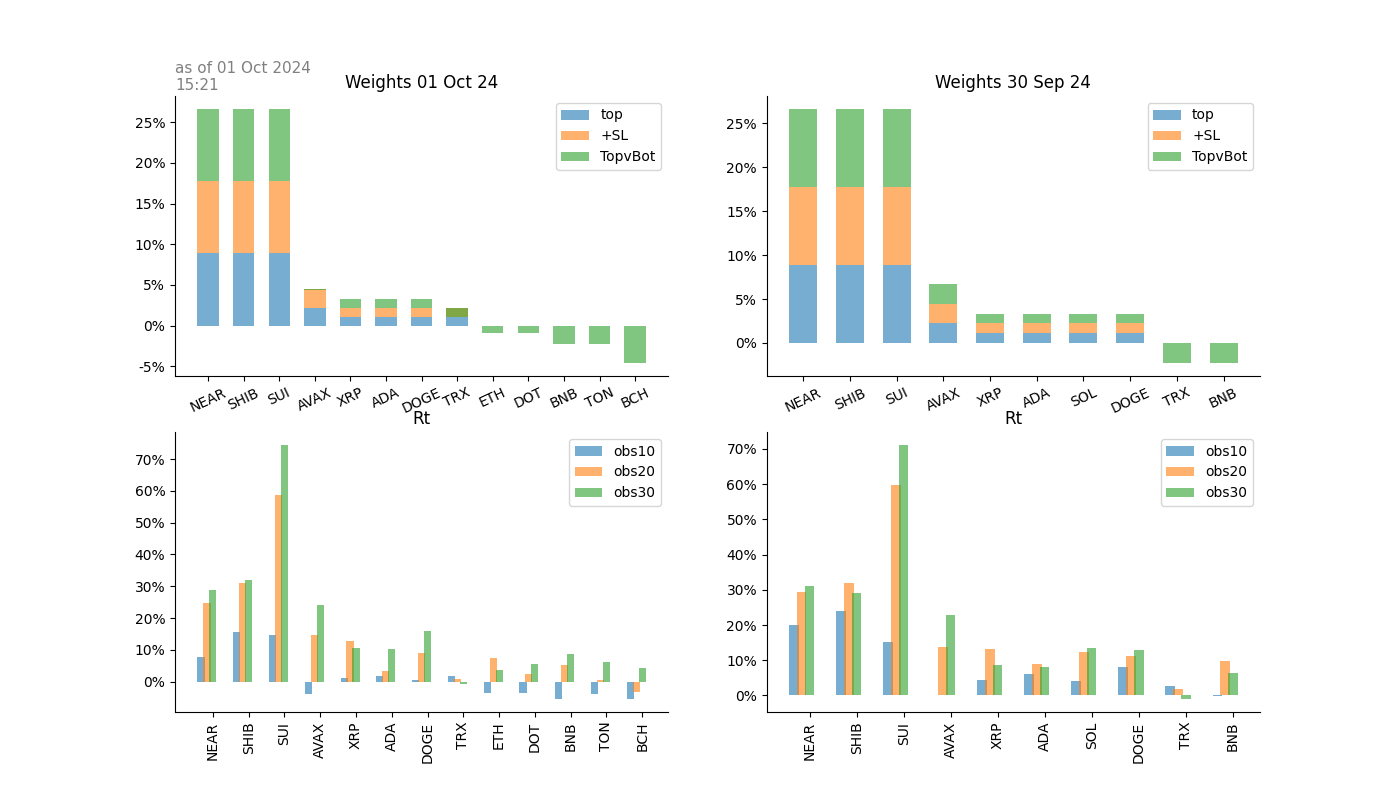 as of 01 Oct 2024
15:21
Weights 01 Oct 24
25%
20%
15%
10%
5%
0%
-5%
top
+SL
TopvBot
NEAR SHIB SUI AVAX XRP ADA DOGE TRX ETH DOT BNB TON BCH
Weights 30 Sep 24
25%
20%
15%
10%
5%
0%
top
+SL
TopvBot
NEAR SHIB SUI AVAX XRP ADA SOL DOGE TRX BNB
Rt
70%
60%
50%
40%
30%
20%
10%
0%
obs10
obs20
obs30
NEAR SHIB SUI AVAX XRP ADA DOGE TRX ETH DOT BNB TON BCH
Rt
70%
60%
50%
40%
30%
20%
10%
0%
obs10
obs20
obs30
NEAR SHIB SUI AVAX XRP ADA SOL DOGE TRX BNB